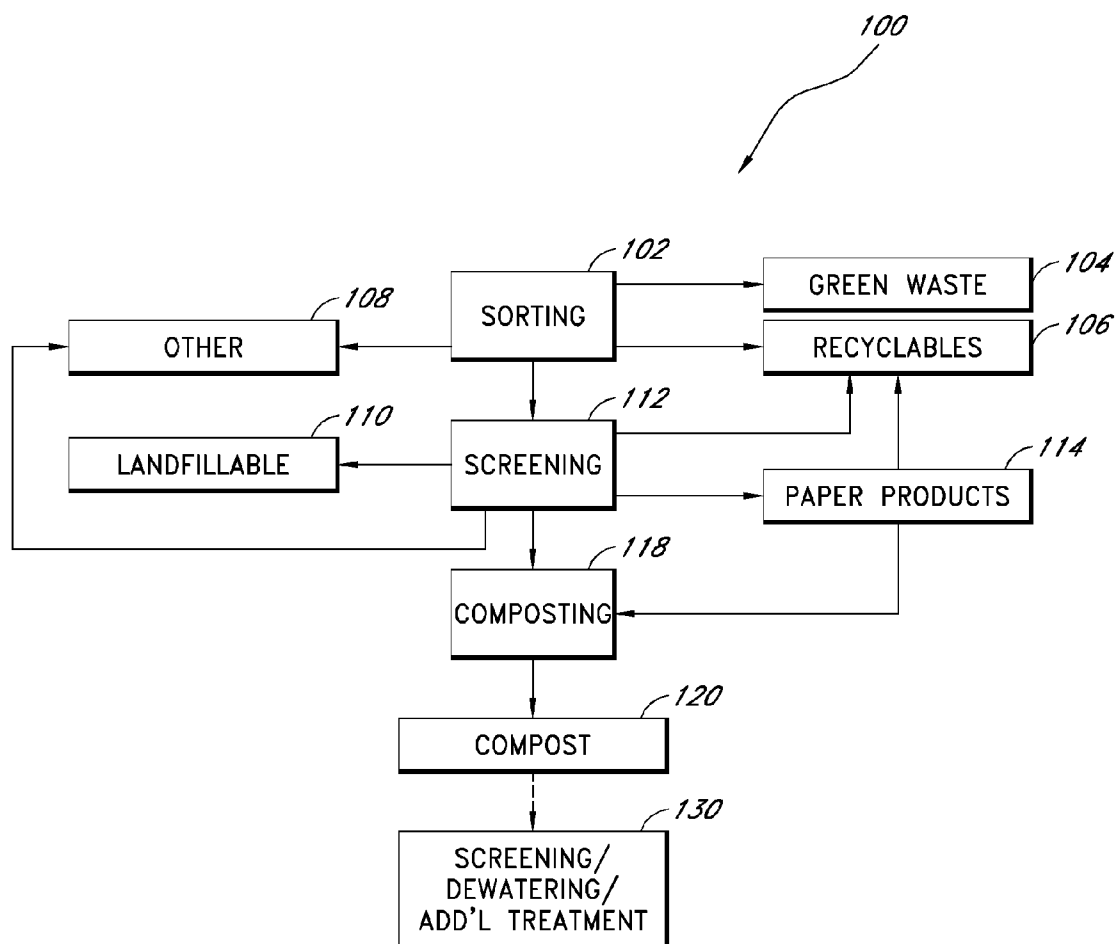 100
102
SORTING
GREEN WASTE
104
108
OTHER
RECYCLABLES
106
110
LANDFILLABLE
112
SCREENING
114
PAPER PRODUCTS
118
COMPOSTING
120
COMPOST
130
SCREENING/
DEWATERING/
ADD'L TREATMENT